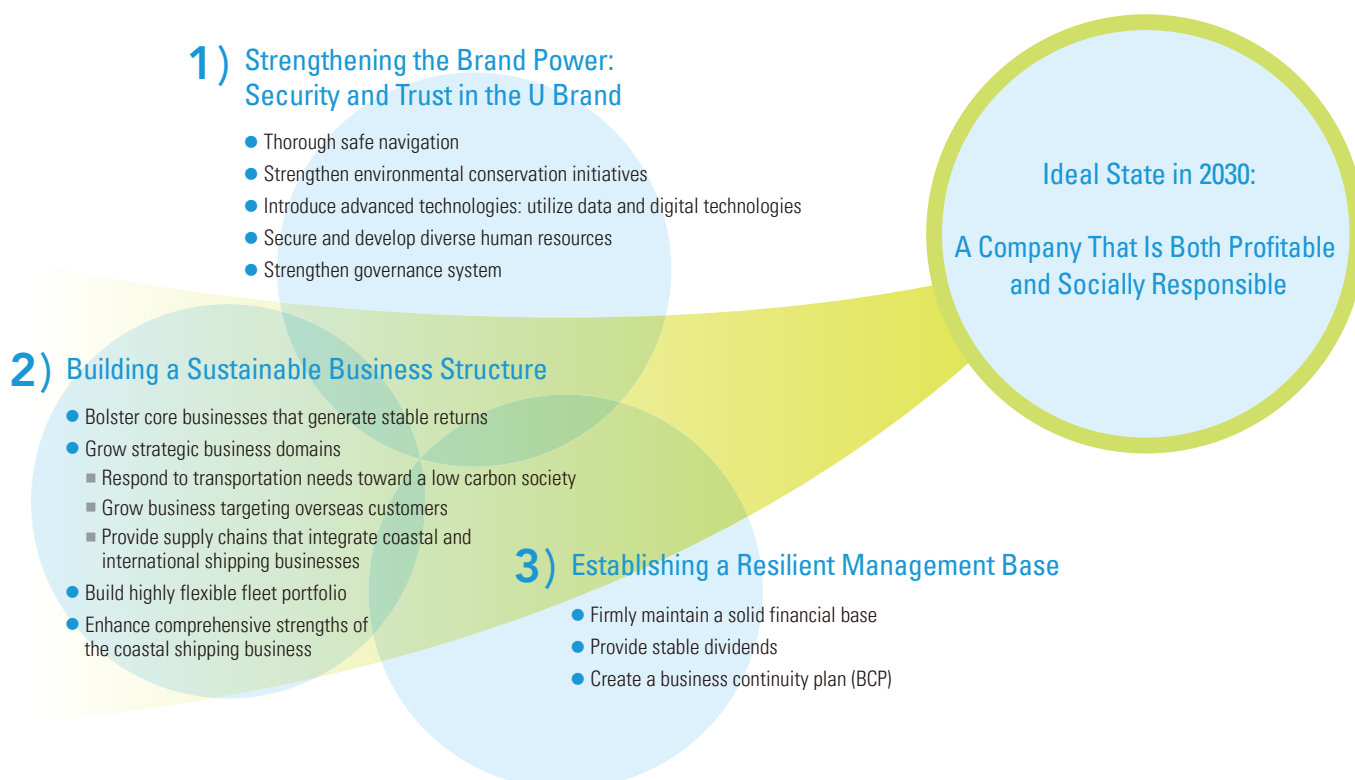 1) Strengthening the Brand Power:
Security and Trust in the U Brand
● Thorough safe navigation
● Strengthen environmental conservation initiatives
● Introduce advanced technologies: utilize data and digital technologies
● Secure and develop diverse human resources
● Strengthen governance system
Ideal State in 2030:
A Company That Is Both Profitable
and Socially Responsible
2) Building a Sustainable Business Structure
● Bolster core businesses that generate stable returns
● Grow strategic business domains
■ Respond to transportation needs toward a low carbon society
■ Grow business targeting overseas customers
■ Provide supply chains that integrate coastal and
international shipping businesses
● Build highly flexible fleet portfolio
● Enhance comprehensive strengths of
the coastal shipping business
3) Establishing a Resilient Management Base
● Firmly maintain a solid financial base
● Provide stable dividends
● Create a business continuity plan (BCP)